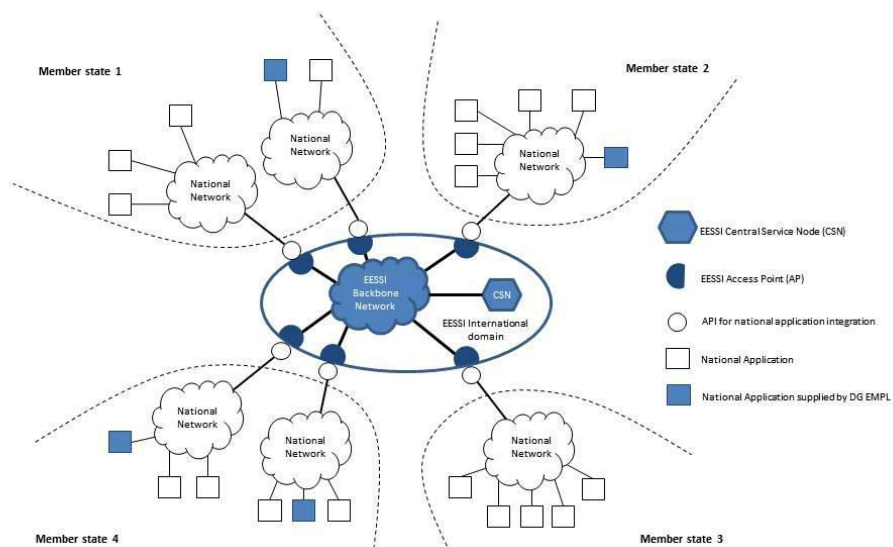 Member state 1
Member state 2
National
Network
National
Network
National
Network
EESSI
Backbone
Network
CSN
EESSI International
domain
EESSI Central Service Node (CSN)
EESSI Access Point (AP)
API for national application integration
National Application
National Application supplied by DG EMPL
National
Network
National
Network
National
Network
Member state 4
Member state 3